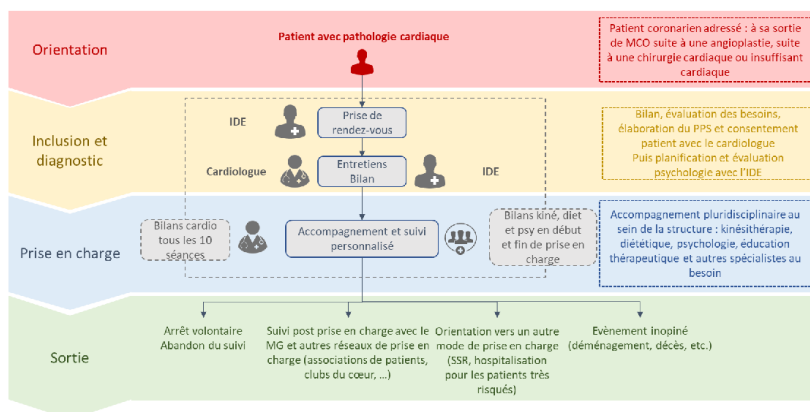 Orientation
Patient avec pathologie cardiaque
Patient coronarien adressé : à sa sortie
de MCO suite à une angioplastie, suite
à une chirurgie cardiaque ou insuffisant
cardiaque
Inclusion et
diagnostic
IDE
Prise de
rendez-vous
Cardiologue
Entretiens
Bilan
IDE
Bilan, évaluation des besoins,
élaboration du PPS et consentement
patient avec le cardiologue
Puis planification et évaluation
psychologie avec l'IDE
Prise en charge
Bilans cardio
tous les 10
séances
Accompagnement et suivi
personnalisé
Bilans kiné, diet
et psy en début
et fin de prise en
charge
Accompagnement pluridisciplinaire au
sein de la structure : kinésithérapie,
diététique, psychologie, éducation
thérapeutique et autres spécialistes au
besoin
Sortie
Arrêt volontaire
Abandon du suivi
Suivi post prise en charge avec le
MG et autres réseaux de prise en
charge (associations de patients,
clubs du cœur, ...)
Orientation vers un autre
mode de prise en charge
(SSR, hospitalisation
pour les patients très
risqués)
Evènement inopiné
(déménagement, décès, etc.)